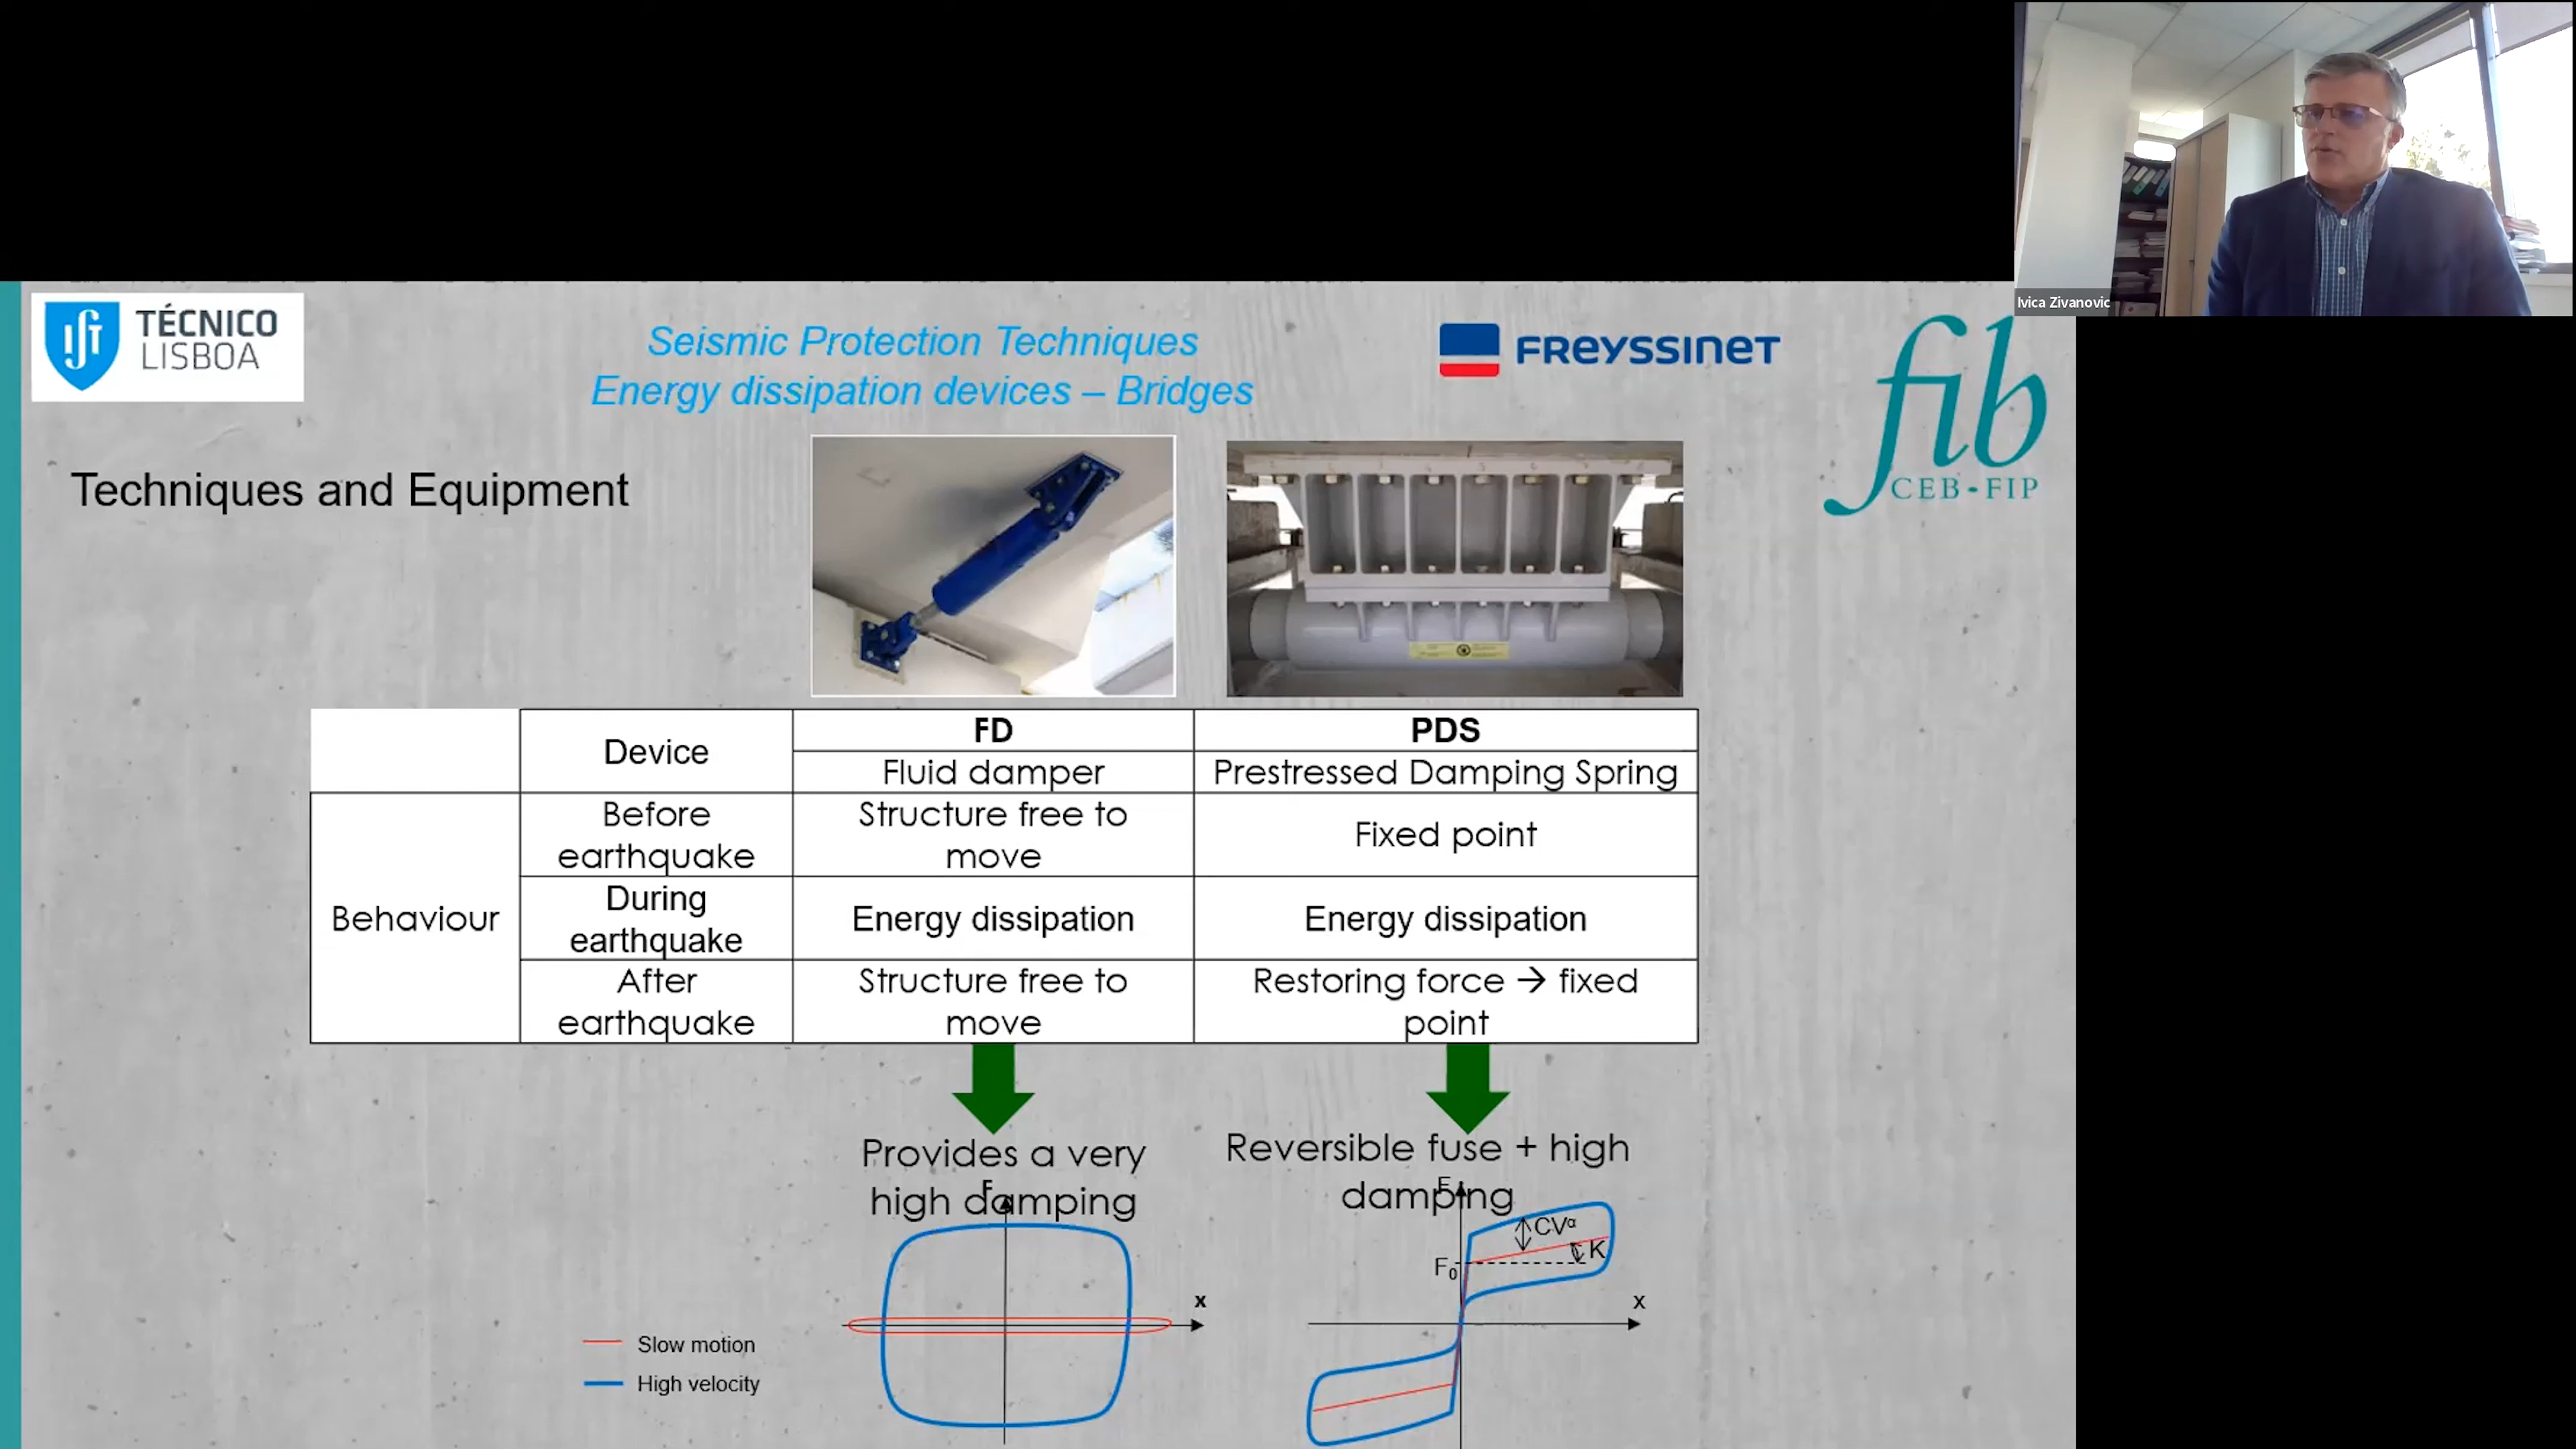 Ivica Zivanovic
TÉCNICO
LISBOA
Seismic Protection Techniques
Energy dissipation devices – Bridges
FREYSSINET
fib
CEB-FIP
Techniques and Equipment
Device
FD
PDS
Fluid damper
Prestressed Damping Spring
Behaviour
Before
earthquake
Structure free to
move
Fixed point
During
earthquake
Energy dissipation
Energy dissipation
After
earthquake
Structure free to
move
Restoring force → fixed
point
Provides a very
high damping
Reversible fuse + high
damping
F
x
Slow motion
High velocity
F
CVᵅ
K
F₀
x